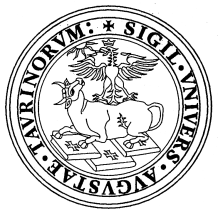 ✠ SIGIL · VNIVERS · AVGVSTAE · TAVRINORVM: